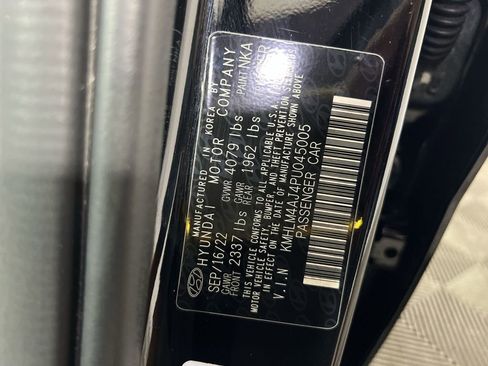 MANUFACTURED IN KOREA BY
HYUNDAI MOTOR COMPANY
SEP/16/22 GVWR 4079 lbs PAINT NKA
GAWR FRONT 2337 lbs GAWR REAR 1962 lbs
THIS VEHICLE CONFORMS TO ALL APPLICABLE U.S.A. FEDERAL
MOTOR VEHICLE SAFETY, BUMPER, AND THEFT PREVENTION STANDARDS
IN EFFECT ON THE DATE OF MANUFACTURE SHOWN ABOVE
V.I.N KMHLM4AJ4PU045005
PASSENGER CAR